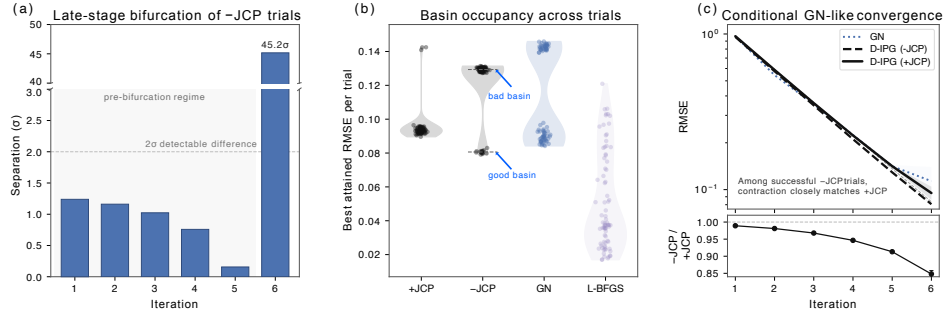 (a)
Late-stage bifurcation of −JCP trials
50
45
40
3.0
2.5
2.0
1.5
1.0
0.5
0.0
Separation (σ)
45.2σ
pre-bifurcation regime
2σ detectable difference
1
2
3
4
5
6
Iteration
(b)
Basin occupancy across trials
0.14
0.12
0.10
0.08
0.06
0.04
0.02
Best attained RMSE per trial
bad basin
good basin
+JCP
−JCP
GN
L-BFGS
(c)
Conditional GN-like convergence
10⁰
10⁻¹
RMSE
GN
D-IPG (-JCP)
D-IPG (+JCP)
Among successful −JCP trials,
contraction closely matches +JCP
1.00
0.95
0.90
0.85
−JCP /
+JCP
1
2
3
4
5
6
Iteration